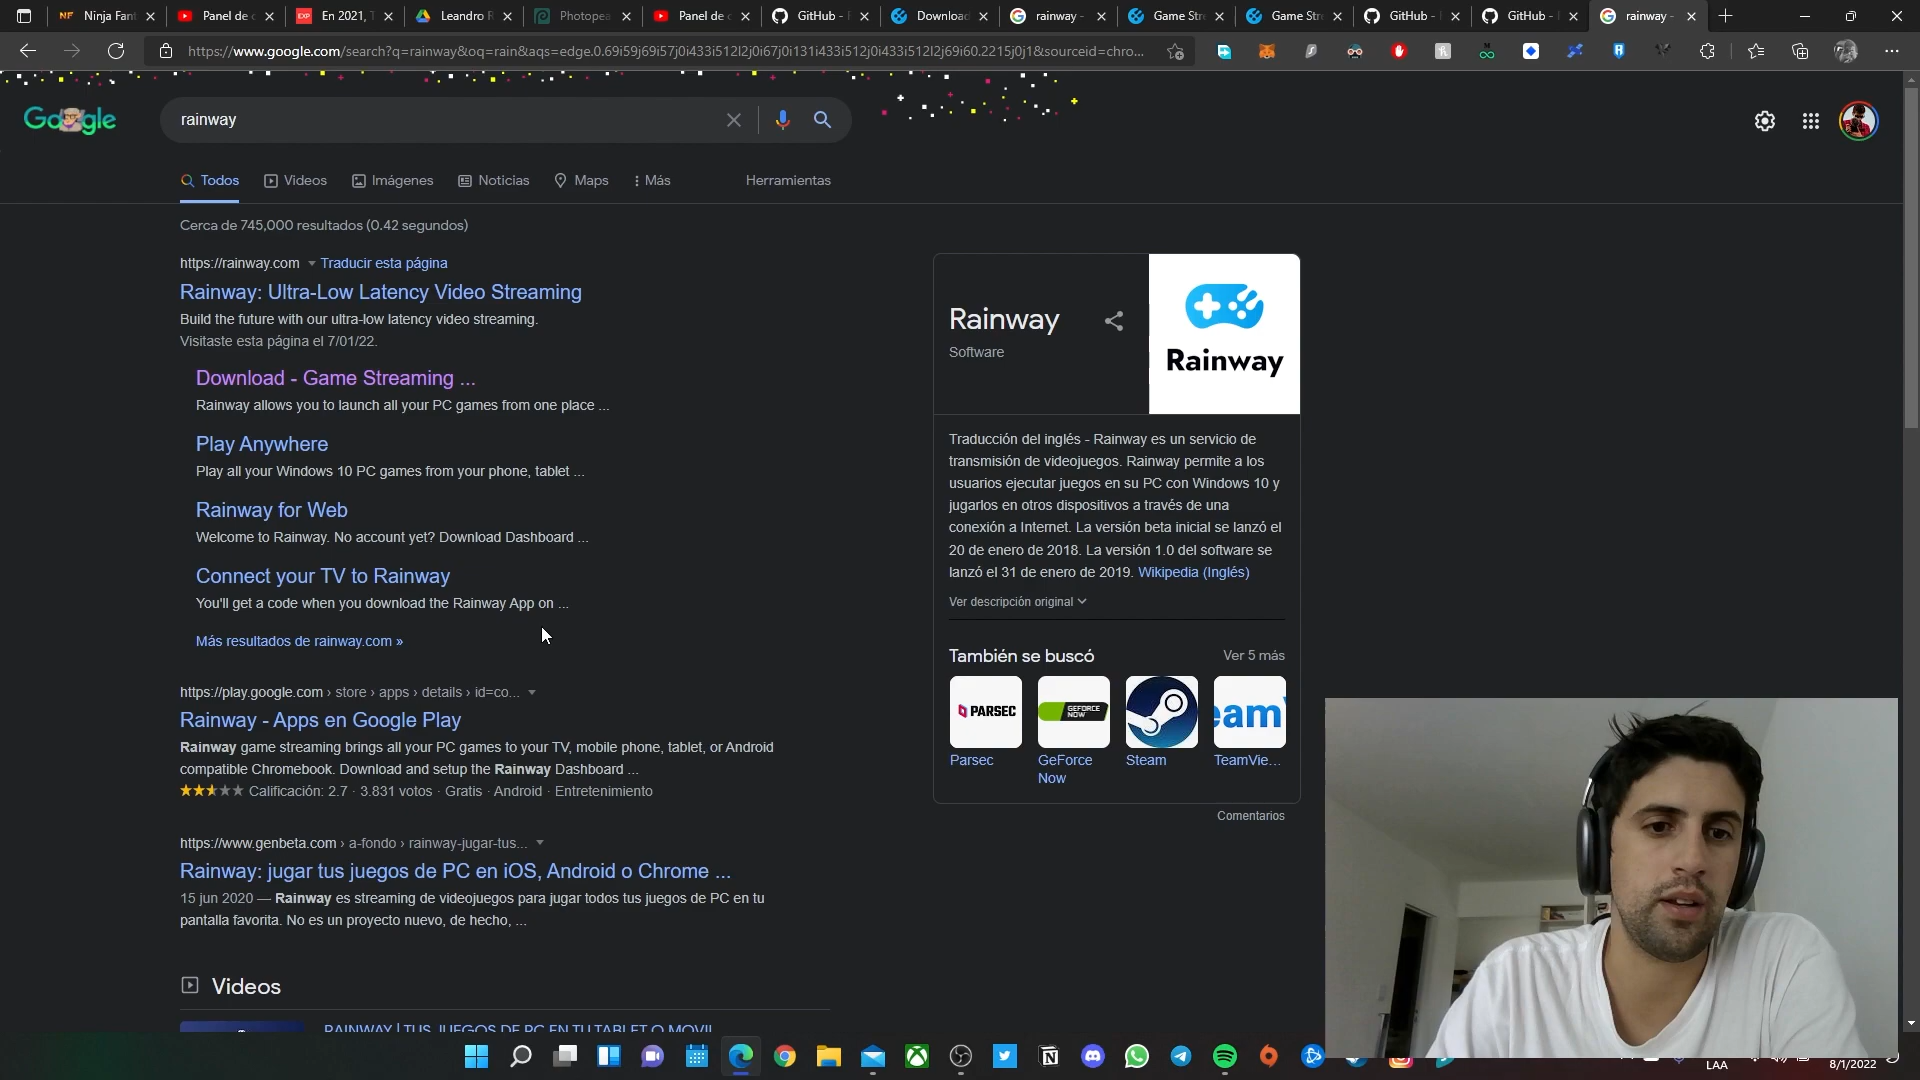 Ninja Fant
Panel de c
En 2021, T
Leandro R
Photopea
Panel de c
GitHub -
Download
rainway -
Game Stre
Game Stre
GitHub -
GitHub -
rainway -
https://www.google.com/search?q=rainway&oq=rain&aqs=edge.0.69i59j69i57j0i433i512l2j0i67j0i131i433i512j0i433i512l2j69i60.2215j0j1&sourceid=chro...
Google
rainway
Todos
Videos
Imágenes
Noticias
Maps
Más
Herramientas
Cerca de 745,000 resultados (0.42 segundos)
https://rainway.com Traducir esta página
Rainway: Ultra-Low Latency Video Streaming
Build the future with our ultra-low latency video streaming.
Visitaste esta página el 7/01/22.
Download - Game Streaming ...
Rainway allows you to launch all your PC games from one place ...
Play Anywhere
Play all your Windows 10 PC games from your phone, tablet ...
Rainway for Web
Welcome to Rainway. No account yet? Download Dashboard ...
Connect your TV to Rainway
You'll get a code when you download the Rainway App on ...
Más resultados de rainway.com »
https://play.google.com › store › apps › details › id=co...
Rainway - Apps en Google Play
Rainway game streaming brings all your PC games to your TV, mobile phone, tablet, or Android
compatible Chromebook. Download and setup the Rainway Dashboard ...
Calificación: 2.7 · 3.831 votos · Gratis · Android · Entretenimiento
https://www.genbeta.com › a-fondo › rainway-jugar-tus...
Rainway: jugar tus juegos de PC en iOS, Android o Chrome ...
15 jun 2020 — Rainway es streaming de videojuegos para jugar todos tus juegos de PC en tu
pantalla favorita. No es un proyecto nuevo, de hecho, ...
Videos
RAINWAY | TUS JUEGOS DE PC EN TU TABLET O MOVIL
Rainway
Software
Rainway
Traducción del inglés - Rainway es un servicio de
transmisión de videojuegos. Rainway permite a los
usuarios ejecutar juegos en su PC con Windows 10 y
jugarlos en otros dispositivos a través de una
conexión a Internet. La versión beta inicial se lanzó el
20 de enero de 2018. La versión 1.0 del software se
lanzó el 31 de enero de 2019. Wikipedia (Inglés)
Ver descripción original
También se buscó
Ver 5 más
PARSEC
GEFORCE NOW
eam
Parsec
GeForce
Now
Steam
TeamVie...
Comentarios
LAA
8/1/2022